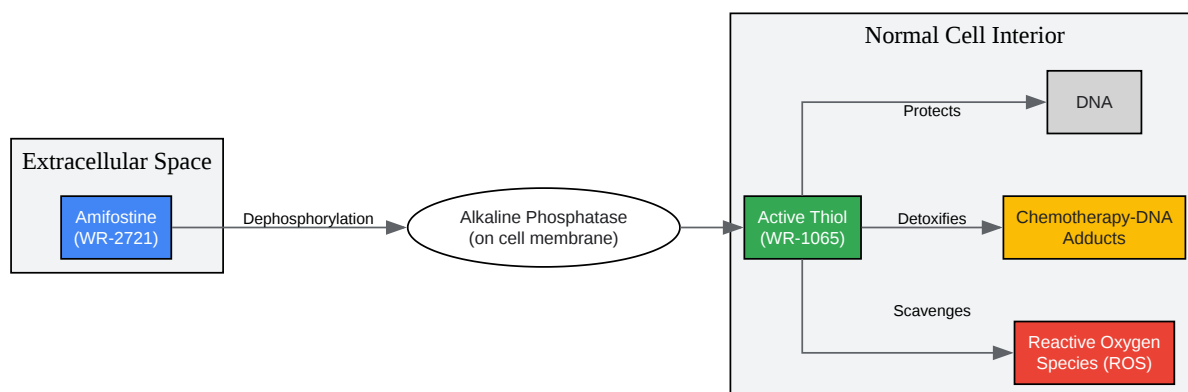 Normal Cell Interior
DNA
Protects
Extracellular Space
Amifostine
(WR-2721)
Dephosphorylation
Alkaline Phosphatase
(on cell membrane)
Active Thiol
(WR-1065)
Detoxifies
Chemotherapy-DNA
Adducts
Scavenges
Reactive Oxygen
Species (ROS)